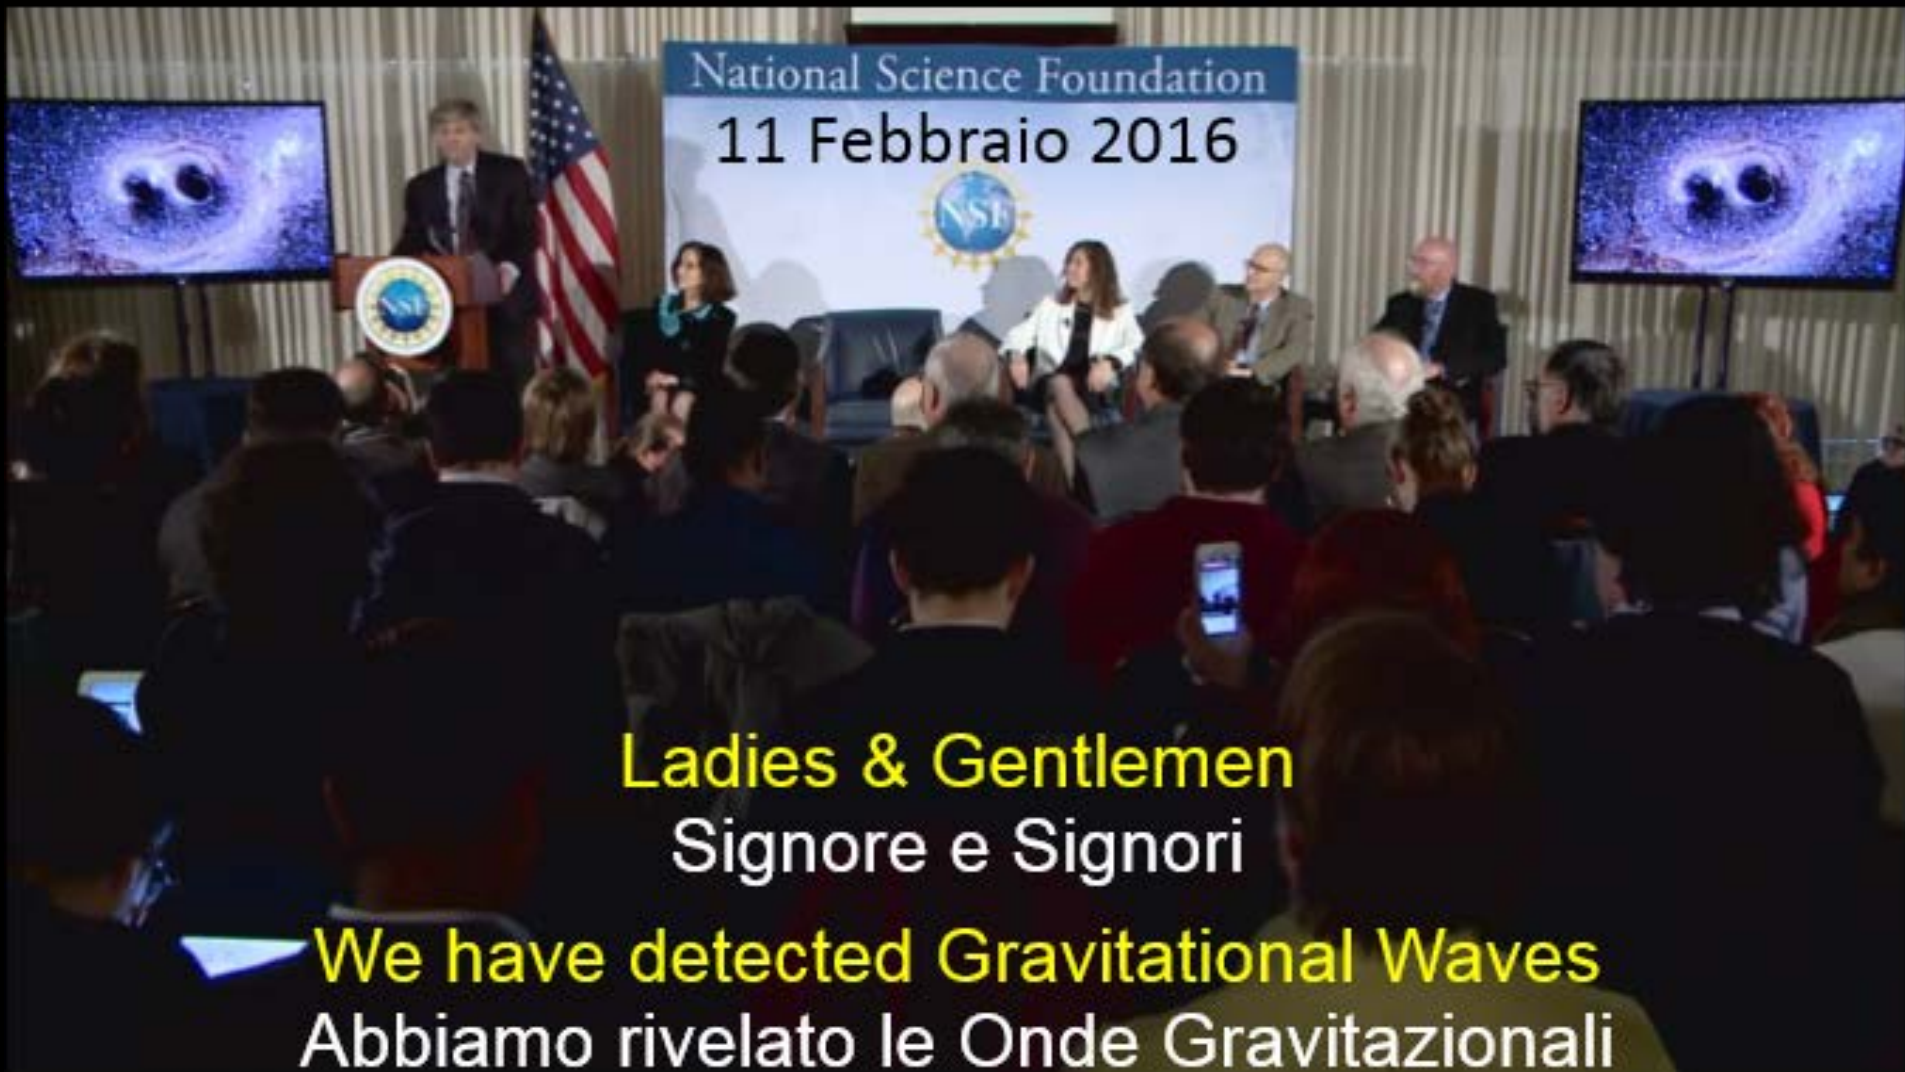 National Science Foundation
11 Febbraio 2016
NSF
NSF
Ladies & Gentlemen
Signore e Signori
We have detected Gravitational Waves
Abbiamo rivelato le Onde Gravitazionali